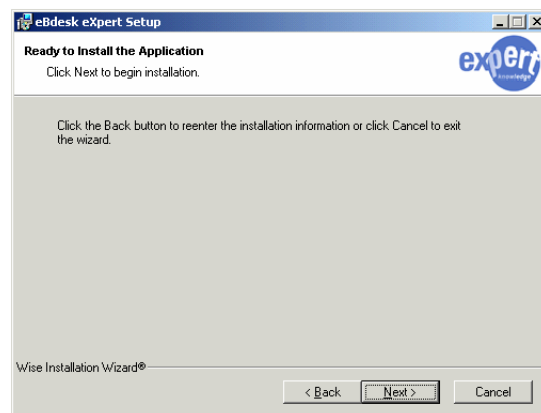 eBdesk eXpert Setup
Ready to Install the Application
Click Next to begin installation.
expert
knowledge
Click the Back button to reenter the installation information or click Cancel to exit
the wizard.
Wise Installation Wizard®
< Back
Next >
Cancel